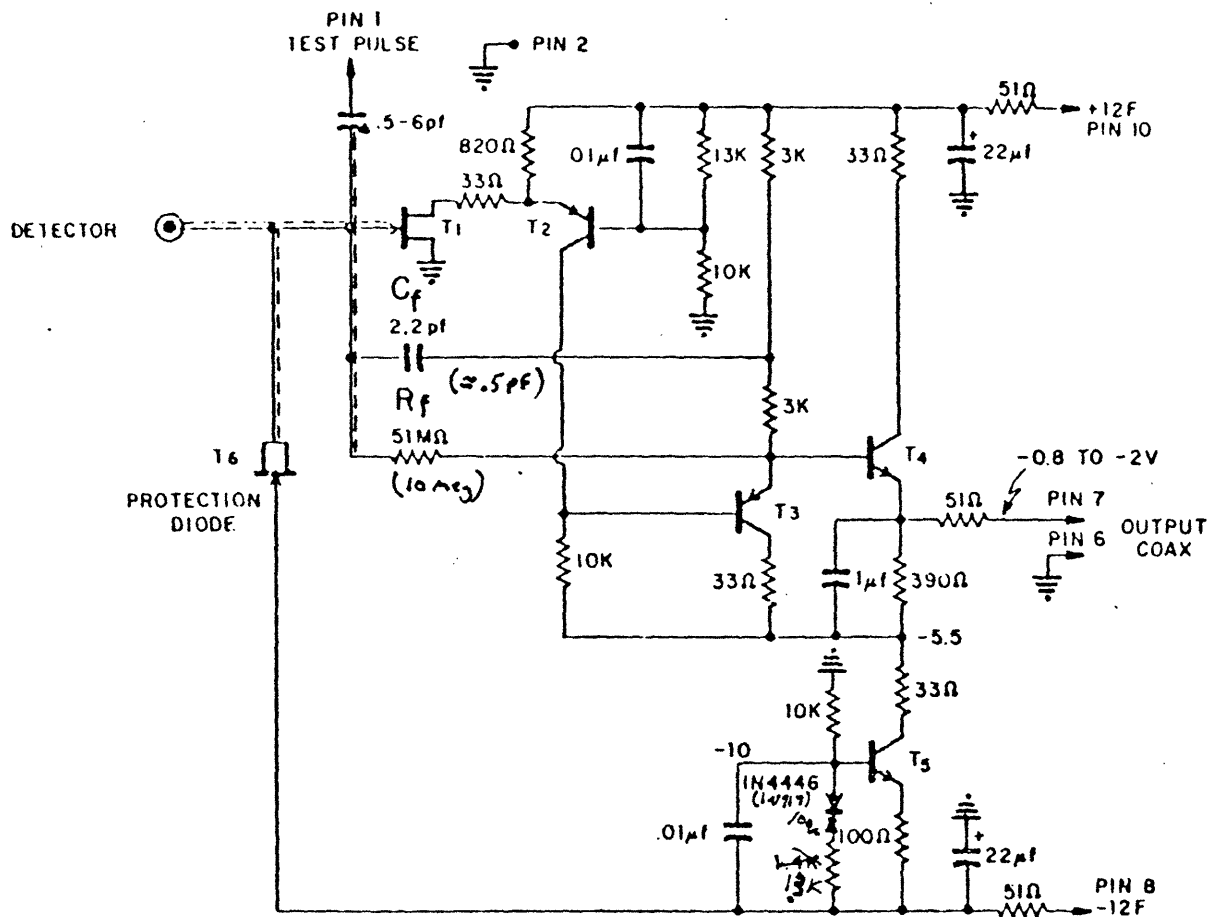 PIN 1
TEST PULSE
PIN 2
51Ω
+12F
PIN 10
.5-6pf
820Ω
.01μf
13K
3K
33Ω
+
22μf
33Ω
DETECTOR
T1
T2
10K
Cf
2.2pf
(≈.5pF)
Rf
51MΩ
(10 meg)
3K
T6
PROTECTION
DIODE
T4
-0.8 TO -2V
T3
51Ω
PIN 7
PIN 6
OUTPUT
COAX
10K
33Ω
1μf
390Ω
-5.5
33Ω
10K
-10
T5
1N4446
.01μf
100Ω
1.4K
+
22μf
51Ω
PIN 8
-12F